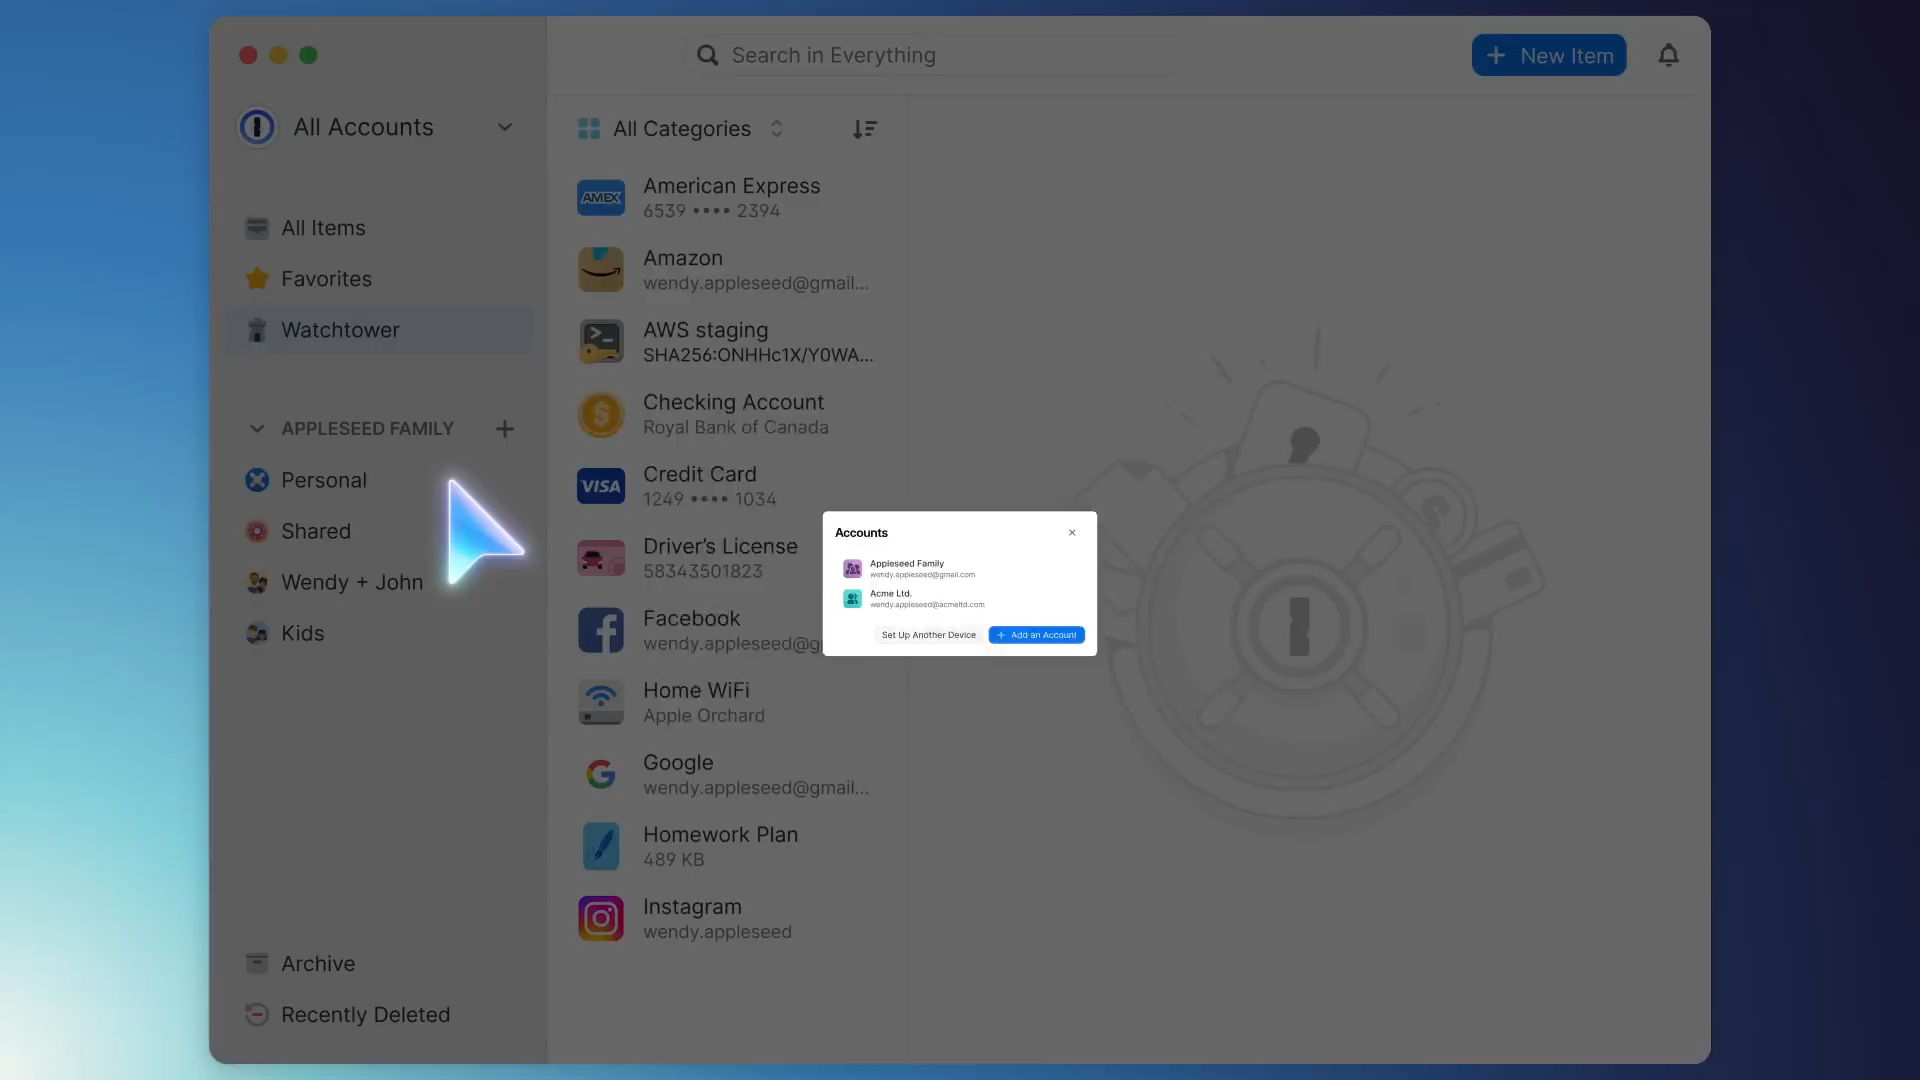 Search in Everything
New Item
All Accounts
All Items
Favorites
Watchtower
APPLESEED FAMILY
Personal
Shared
Wendy + John
Kids
Archive
Recently Deleted
All Categories
AMEX
American Express
6539 •••• 2394
Amazon
wendy.appleseed@gmail...
AWS staging
SHA256:ONHHc1X/Y0WA...
Checking Account
Royal Bank of Canada
VISA
Credit Card
1249 •••• 1034
Driver's License
58343501823
Facebook
wendy.appleseed@g
Home WiFi
Apple Orchard
Google
wendy.appleseed@gmail...
Homework Plan
489 KB
Instagram
wendy.appleseed
Accounts
Appleseed Family
wendy.appleseed@gmail.com
Acme Ltd.
wendy.appleseed@acmeltd.com
Set Up Another Device
Add an Account